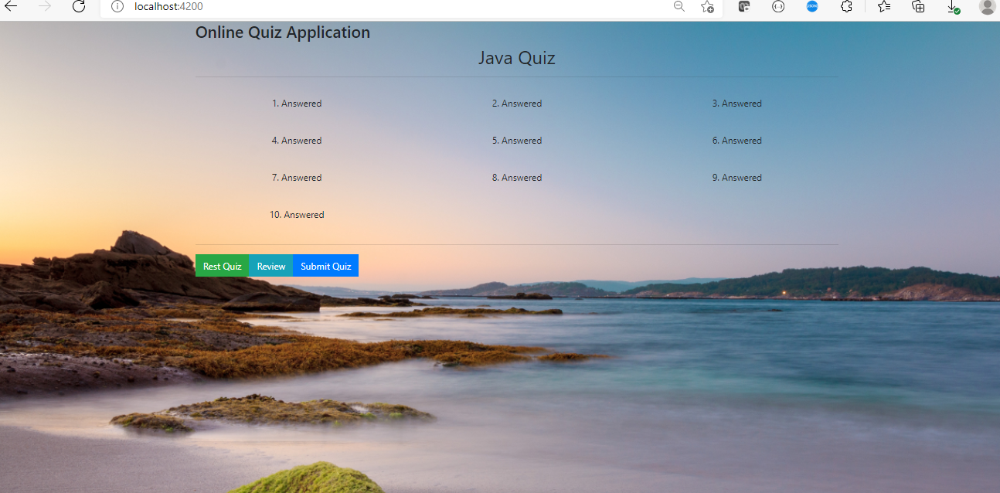 localhost:4200
Online Quiz Application
Java Quiz
1. Answered 2. Answered 3. Answered
4. Answered 5. Answered 6. Answered
7. Answered 8. Answered 9. Answered
10. Answered
Rest Quiz Review Submit Quiz